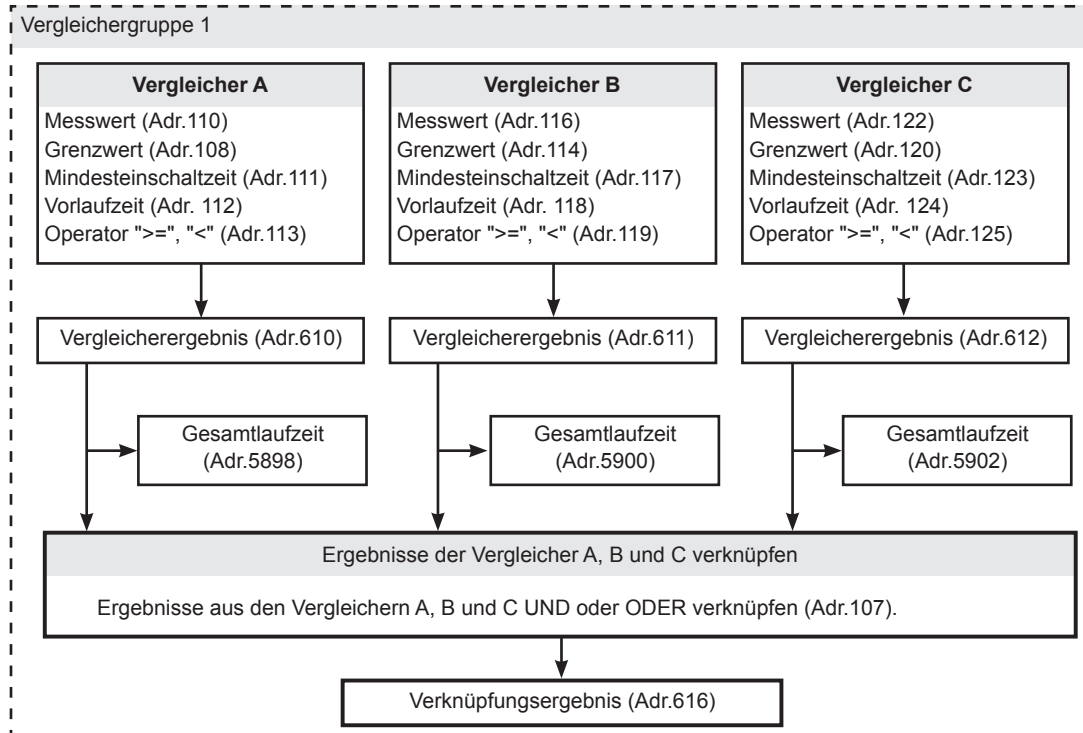 Vergleichergruppe 1
Vergleicher A
Messwert (Adr.110)
Grenzwert (Adr.108)
Mindesteinschaltzeit (Adr.111)
Vorlaufzeit (Adr. 112)
Operator ">=", "<" (Adr.113)
Vergleicher B
Messwert (Adr.116)
Grenzwert (Adr.114)
Mindesteinschaltzeit (Adr.117)
Vorlaufzeit (Adr. 118)
Operator ">=", "<" (Adr.119)
Vergleicher C
Messwert (Adr.122)
Grenzwert (Adr.120)
Mindesteinschaltzeit (Adr.123)
Vorlaufzeit (Adr. 124)
Operator ">=", "<" (Adr.125)
Vergleicherergebnis (Adr.610)
Vergleicherergebnis (Adr.611)
Vergleicherergebnis (Adr.612)
Gesamtlaufzeit
(Adr.5898)
Gesamtlaufzeit
(Adr.5900)
Gesamtlaufzeit
(Adr.5902)
Ergebnisse der Vergleicher A, B und C verknüpfen
Ergebnisse aus den Vergleichern A, B und C UND oder ODER verknüpfen (Adr.107).
Verknüpfungsergebnis (Adr.616)